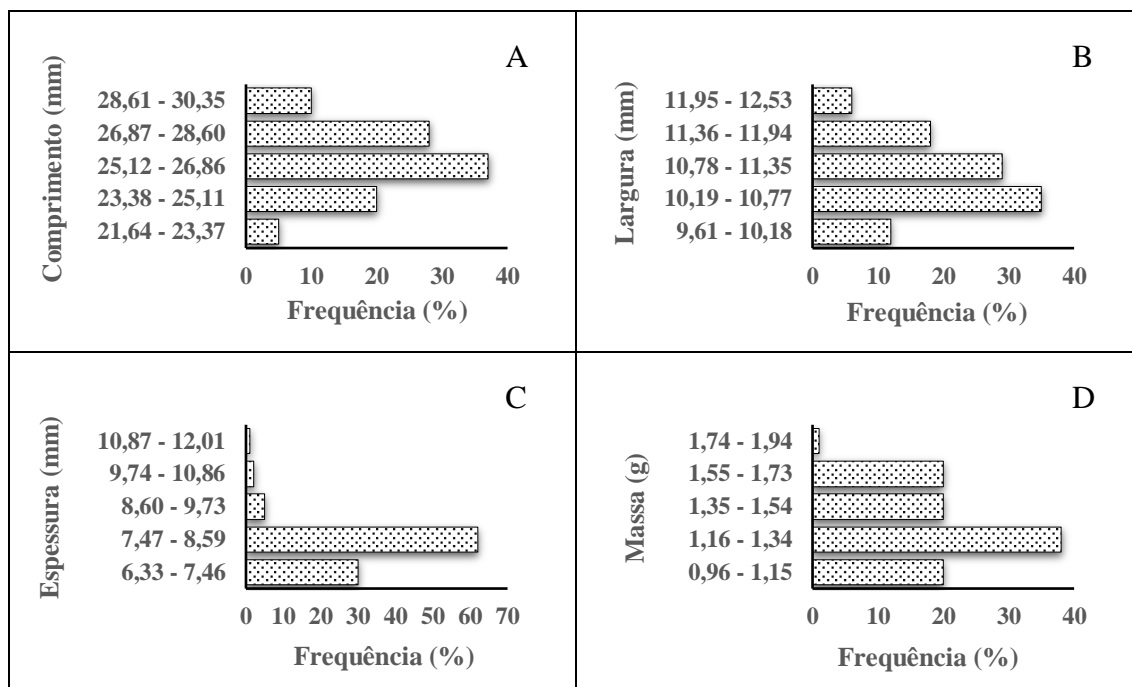 A
Comprimento (mm)
28,61 - 30,35
26,87 - 28,60
25,12 - 26,86
23,38 - 25,11
21,64 - 23,37
0 10 20 30 40
Frequência (%)
B
Largura (mm)
11,95 - 12,53
11,36 - 11,94
10,78 - 11,35
10,19 - 10,77
9,61 - 10,18
0 10 20 30 40
Frequência (%)
C
Espessura (mm)
10,87 - 12,01
9,74 - 10,86
8,60 - 9,73
7,47 - 8,59
6,33 - 7,46
0 10 20 30 40 50 60 70
Frequência (%)
D
Massa (g)
1,74 - 1,94
1,55 - 1,73
1,35 - 1,54
1,16 - 1,34
0,96 - 1,15
0 10 20 30 40
Frequência (%)